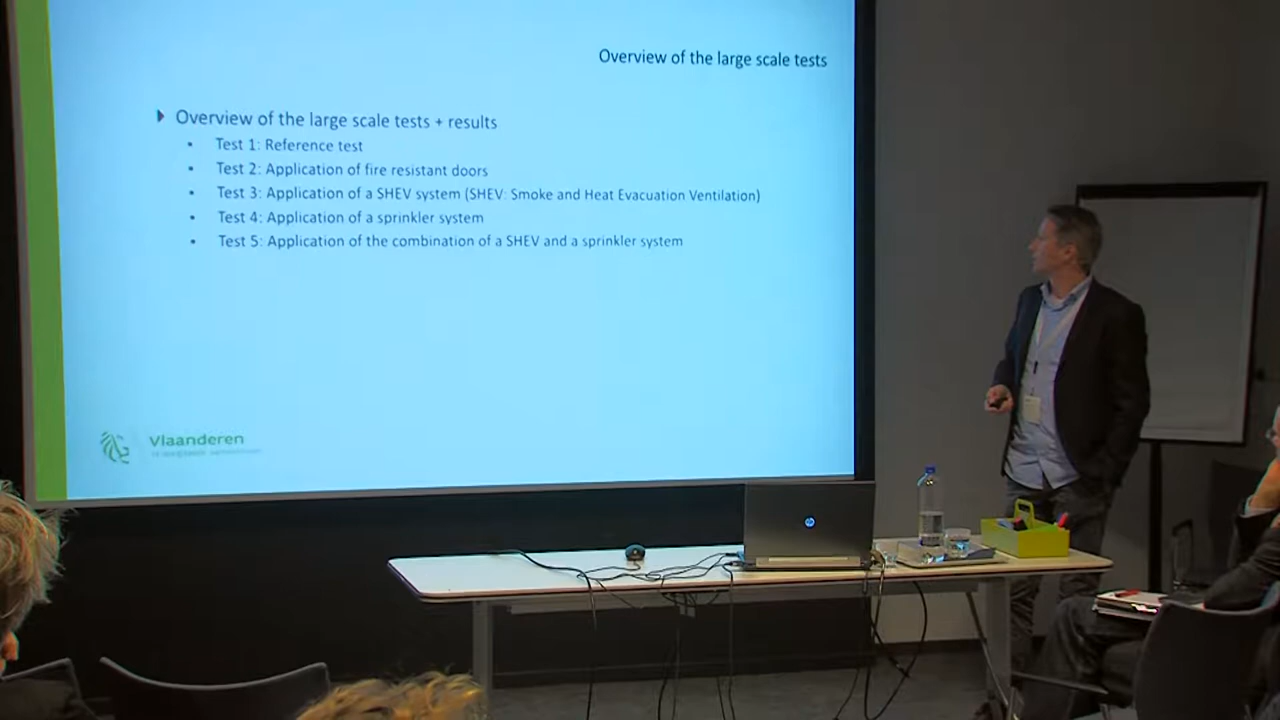 Overview of the large scale tests
Overview of the large scale tests + results
Test 1: Reference test
Test 2: Application of fire resistant doors
Test 3: Application of a SHEV system (SHEV: Smoke and Heat Evacuation Ventilation)
Test 4: Application of a sprinkler system
Test 5: Application of the combination of a SHEV and a sprinkler system
Vlaanderen
hp